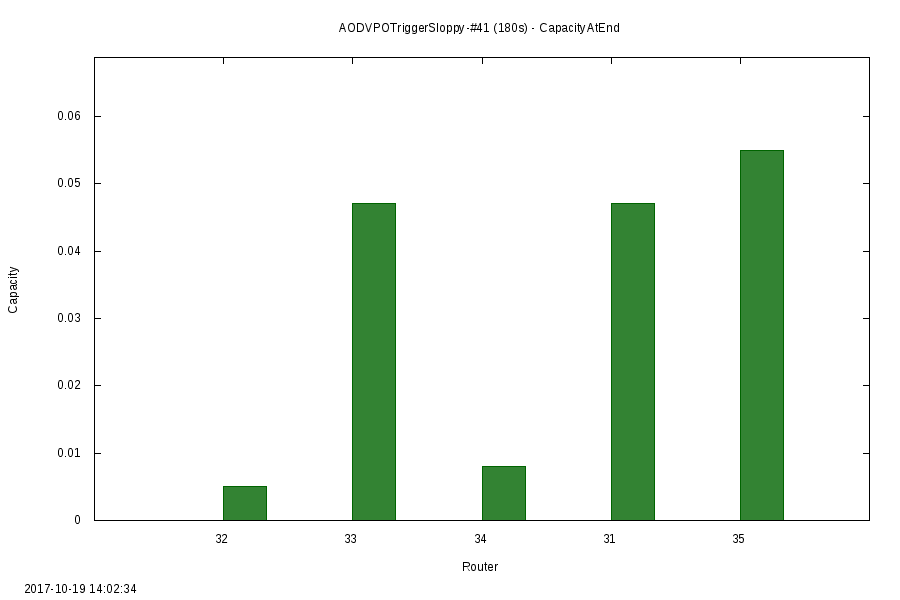 AODVPOTriggerSloppy-#41 (180s) - CapacityAtEnd
0.06
0.05
0.04
0.03
0.02
0.01
0
Capacity
32 33 34 31 35
Router
2017-10-19 14:02:34